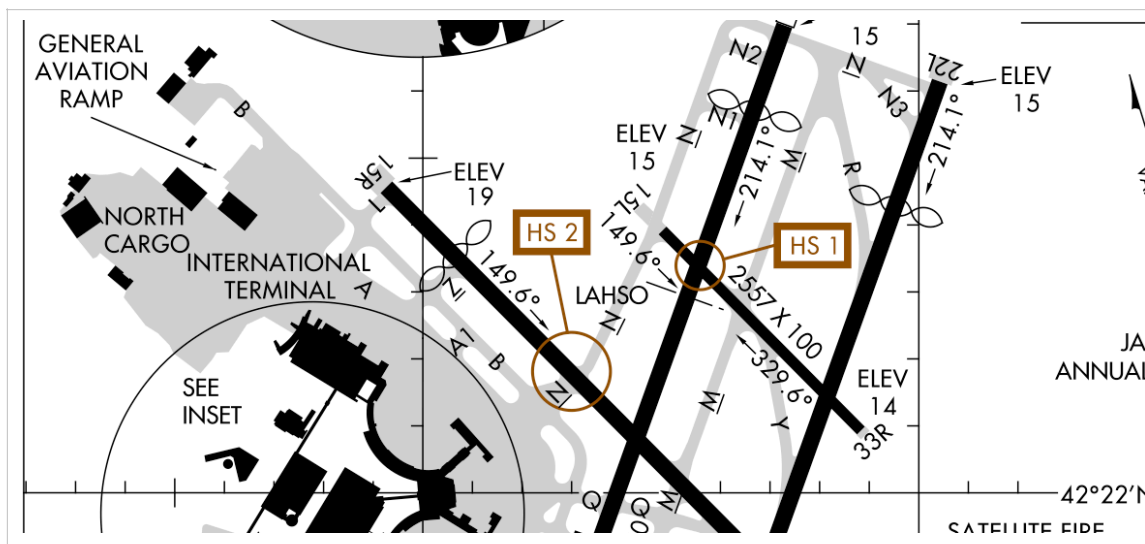 GENERAL
AVIATION
RAMP
B
15R
L
ELEV
19
NORTH
CARGO
INTERNATIONAL
TERMINAL
A
SEE
INSET
149.6°
N
A1
B
N
HS 2
LAHSO
N
ELEV
15
N
15L
149.6°
N2
N1
214.1°
M
15
N
N3
R
22L
ELEV
15
214.1°
HS 1
2557 X 100
329.6°
ELEV
14
33R
M
Y
M
Q
JA
ANNUAL
42°22'N
SATELLITE FIRE